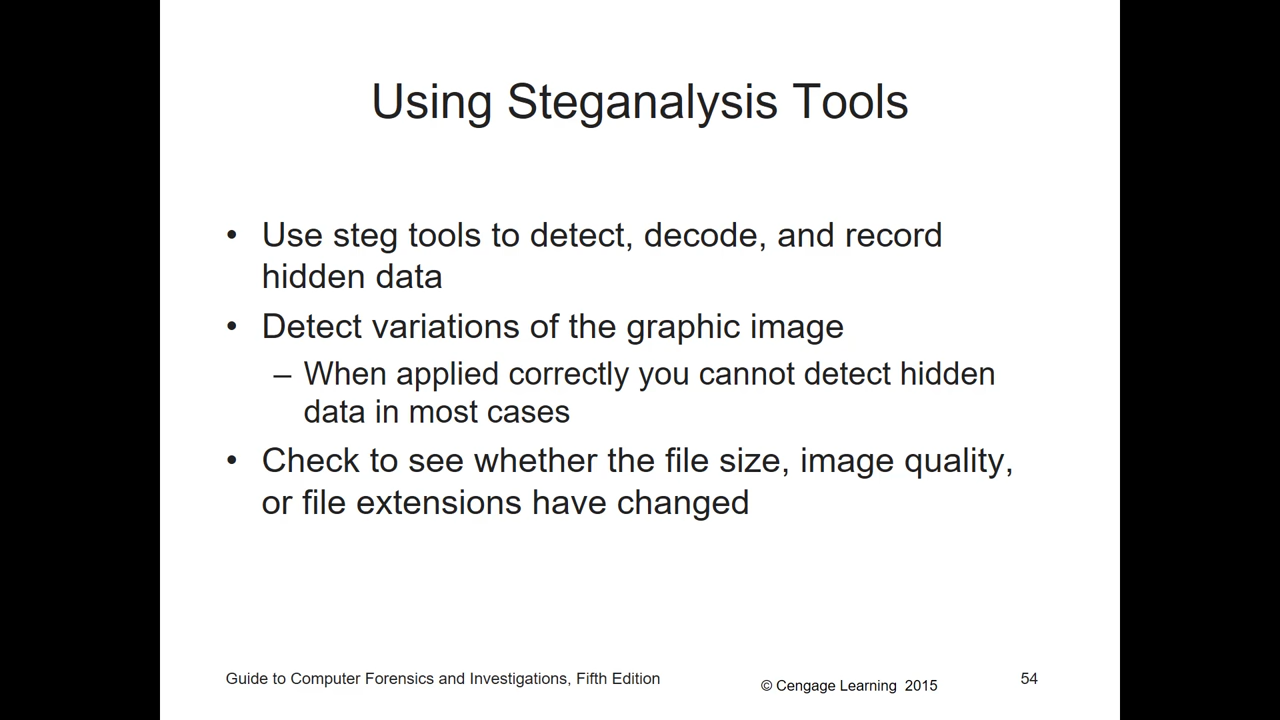 Using Steganalysis Tools
• Use steg tools to detect, decode, and record
hidden data
• Detect variations of the graphic image
– When applied correctly you cannot detect hidden
data in most cases
• Check to see whether the file size, image quality,
or file extensions have changed
Guide to Computer Forensics and Investigations, Fifth Edition
© Cengage Learning 2015
54